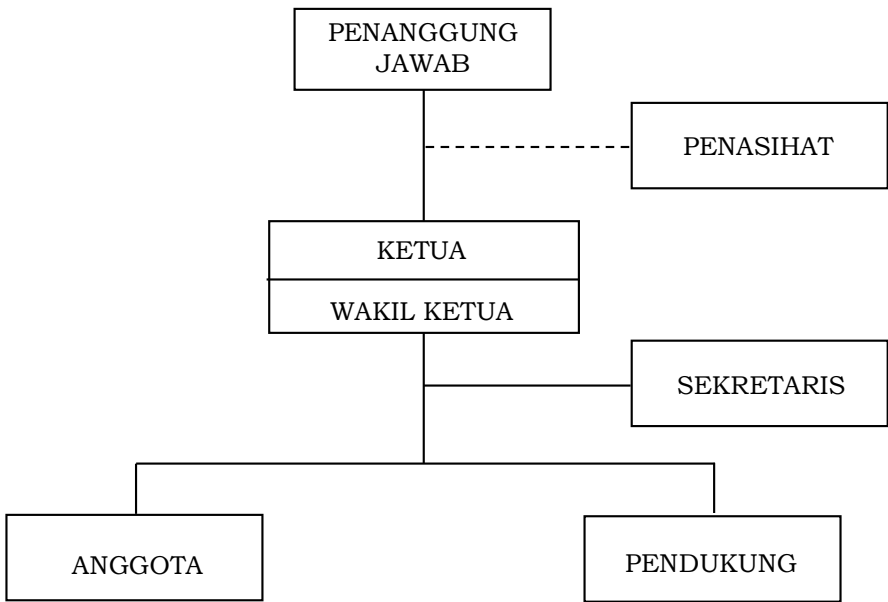 PENANGGUNG
JAWAB
PENASIHAT
KETUA
WAKIL KETUA
SEKRETARIS
ANGGOTA
PENDUKUNG